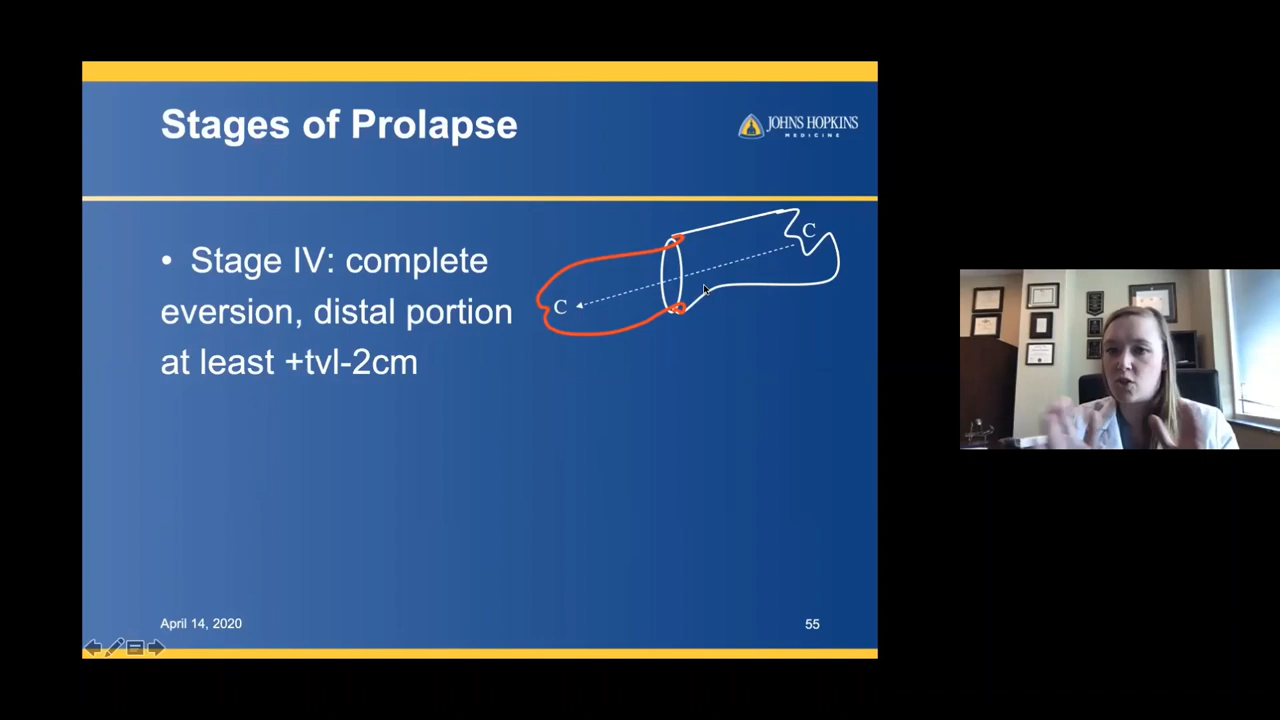 Stages of Prolapse
JOHNS HOPKINS
MEDICINE
• Stage IV: complete
eversion, distal portion
at least +tvl-2cm
C
C
April 14, 2020
55